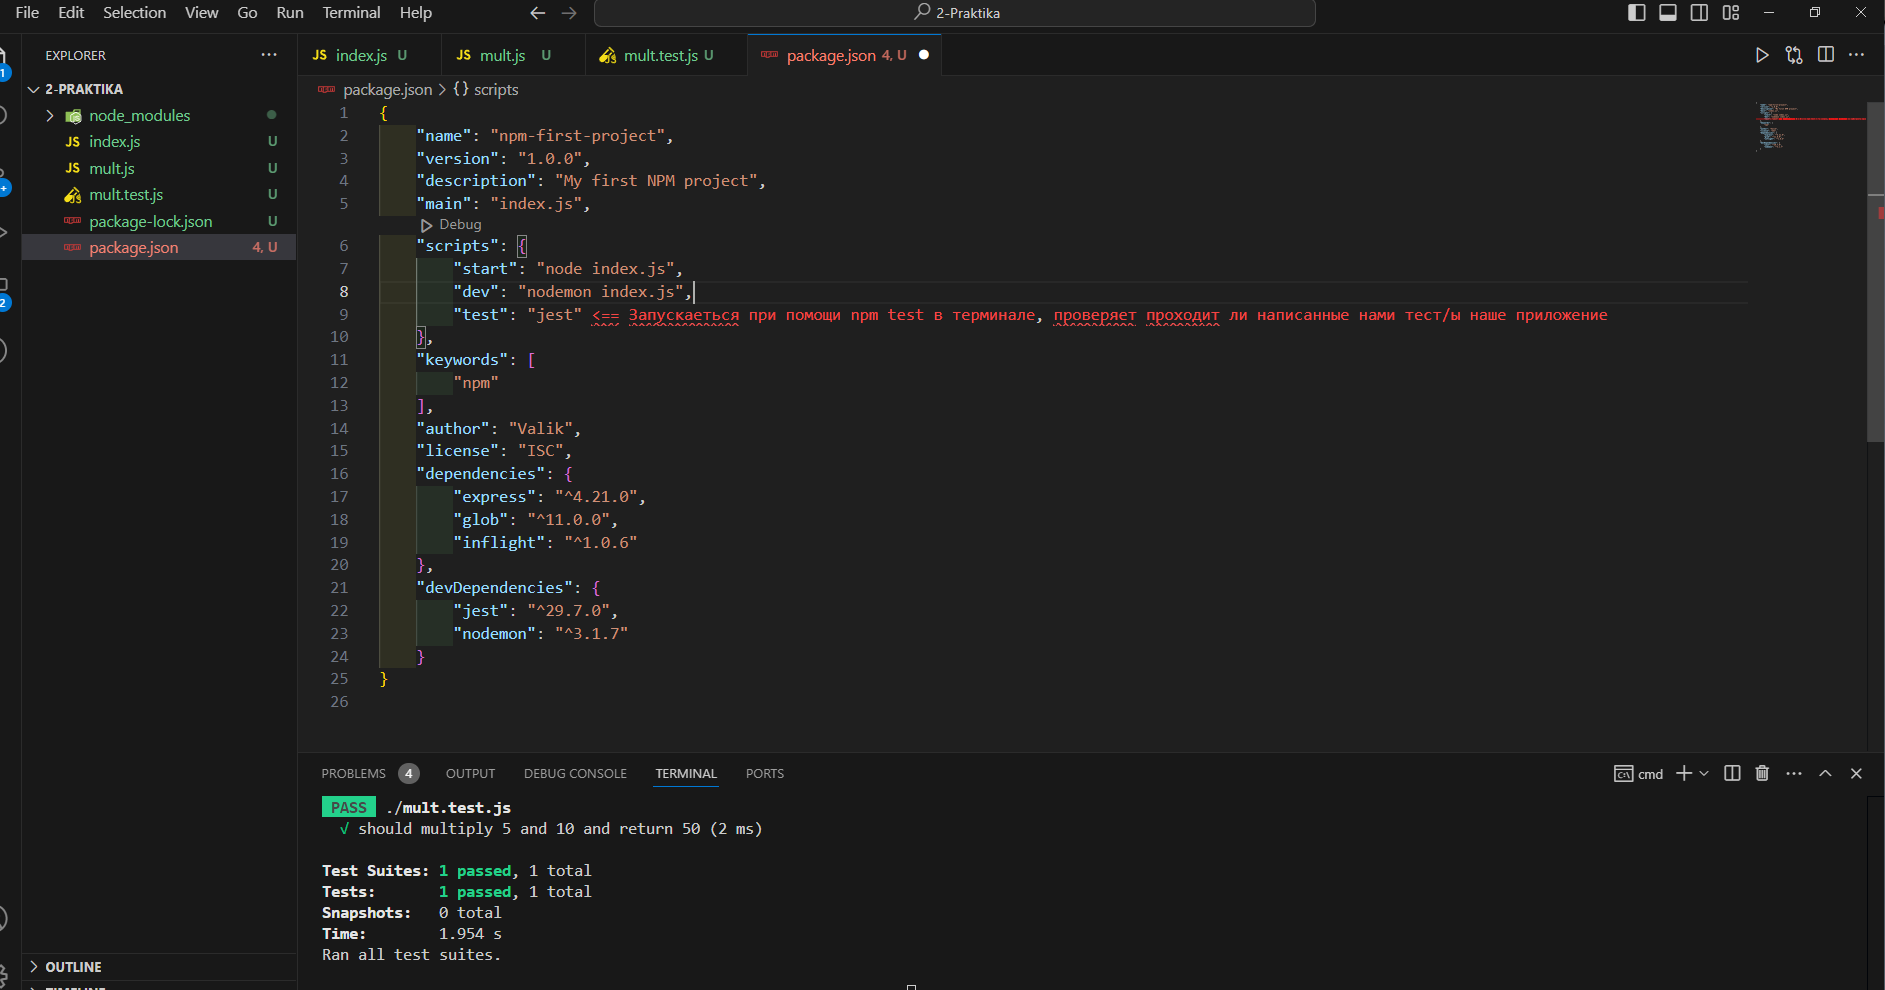 File Edit Selection View Go Run Terminal Help
2-Praktika
EXPLORER
2-PRAKTIKA
node_modules
index.js U
mult.js U
mult.test.js U
package-lock.json U
package.json 4, U
OUTLINE
TIMELINE
index.js U
mult.js U
mult.test.js U
package.json 4, U
package.json > {} scripts
1 {
2 "name": "npm-first-project",
3 "version": "1.0.0",
4 "description": "My first NPM project",
5 "main": "index.js",
Debug
6 "scripts": {
7 "start": "node index.js",
8 "dev": "nodemon index.js",
9 "test": "jest" <== Запускаеться при помощи npm test в терминале, проверяет проходит ли написанные нами тест/ы наше приложение
10 },
11 "keywords": [
12 "npm"
13 ],
14 "author": "Valik",
15 "license": "ISC",
16 "dependencies": {
17 "express": "^4.21.0",
18 "glob": "^11.0.0",
19 "inflight": "^1.0.6"
20 },
21 "devDependencies": {
22 "jest": "^29.7.0",
23 "nodemon": "^3.1.7"
24 }
25 }
26
PROBLEMS 4 OUTPUT DEBUG CONSOLE TERMINAL PORTS
cmd
PASS ./mult.test.js
√ should multiply 5 and 10 and return 50 (2 ms)
Test Suites: 1 passed, 1 total
Tests: 1 passed, 1 total
Snapshots: 0 total
Time: 1.954 s
Ran all test suites.